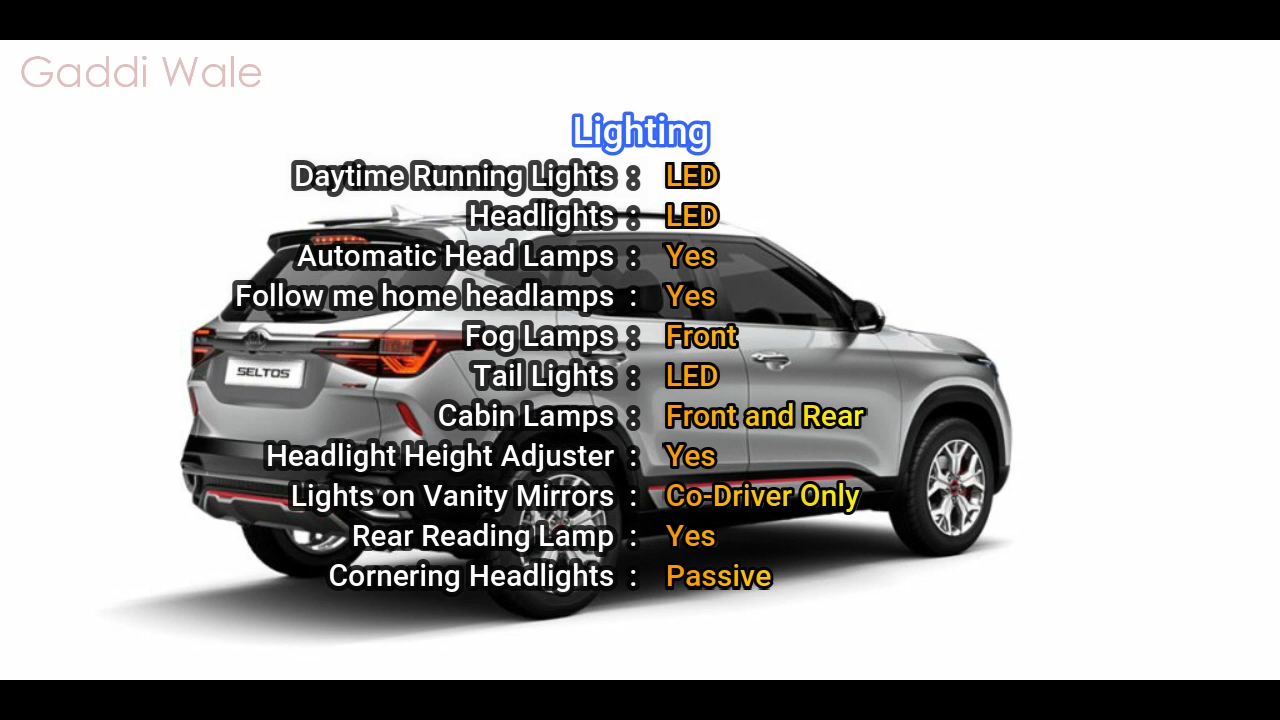 Gaddi Wale
Lighting
Daytime Running Lights : LED
Headlights : LED
Automatic Head Lamps : Yes
Follow me home headlamps : Yes
Fog Lamps : Front
Tail Lights : LED
SELTOS
Cabin Lamps : Front and Rear
Headlight Height Adjuster : Yes
Lights on Vanity Mirrors : Co-Driver Only
Rear Reading Lamp : Yes
Cornering Headlights : Passive